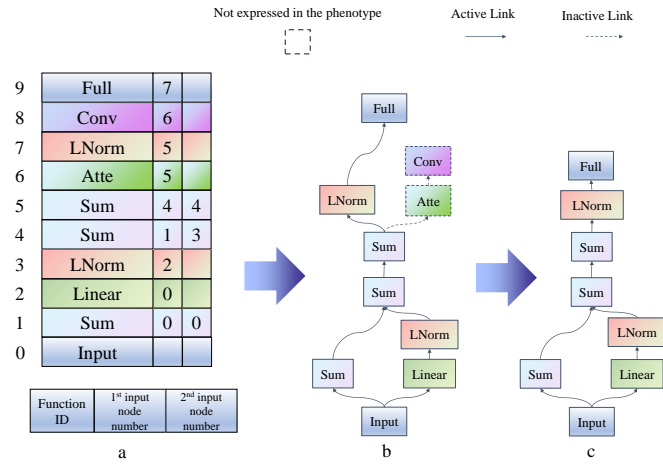 Not expressed in the phenotype
Active Link
Inactive Link
9 Full 7
8 Conv 6
7 LNorm 5
6 Atte 5
5 Sum 4 4
4 Sum 1 3
3 LNorm 2
2 Linear 0
1 Sum 0 0
0 Input
Function ID
1st input node number
2nd input node number
a
Full
Conv
LNorm
Atte
Sum
Sum
LNorm
Sum
Linear
Input
b
Full
LNorm
Sum
Sum
LNorm
Sum
Linear
Input
c